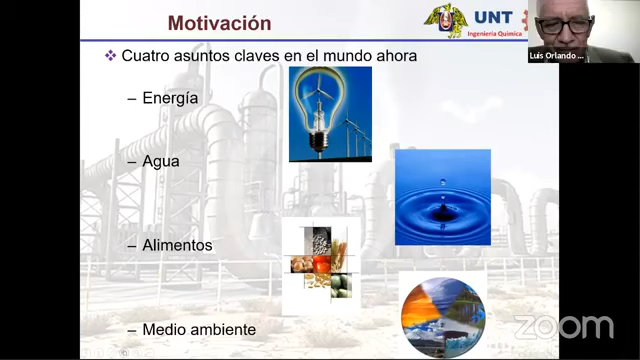 Motivación
UNT
Ingeniería Química
Luis Orlando ...
❖ Cuatro asuntos claves en el mundo ahora
– Energía
– Agua
– Alimentos
– Medio ambiente
zoom